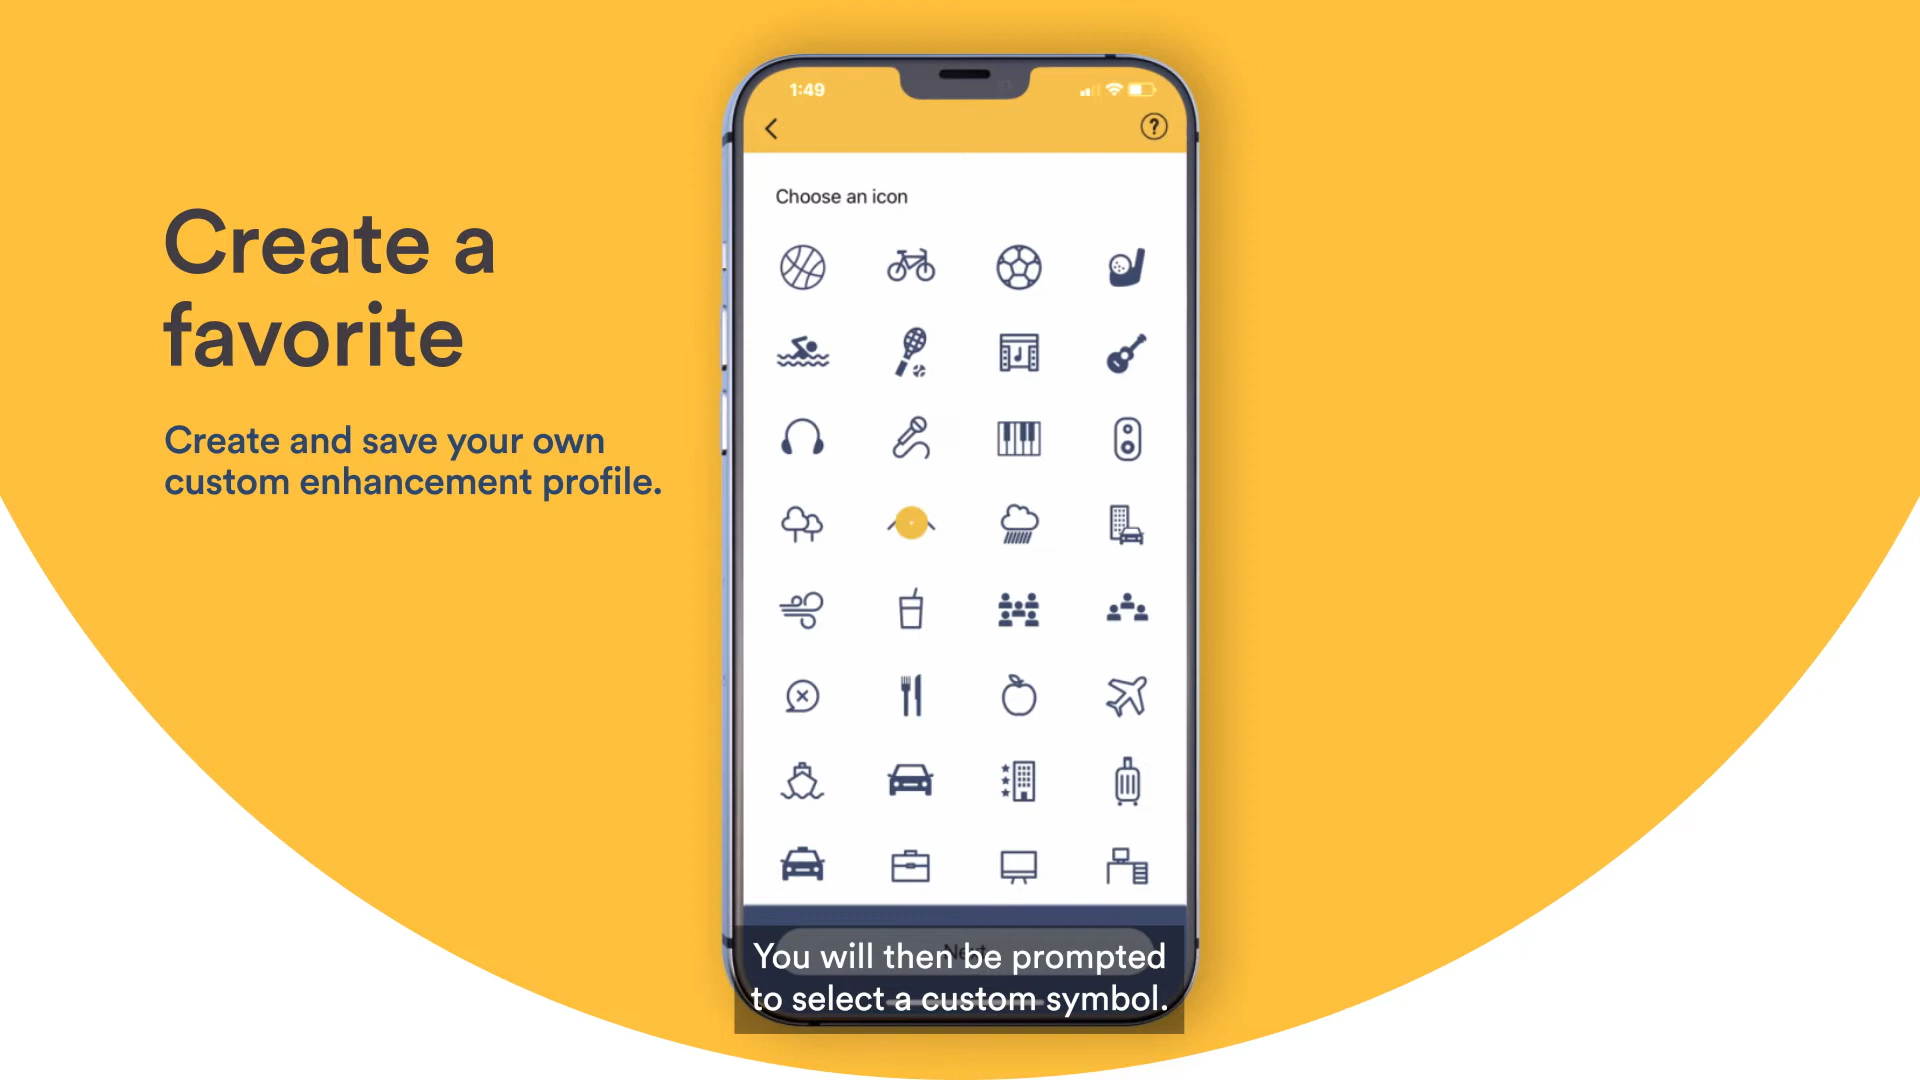 Create a
favorite
Create and save your own
custom enhancement profile.
1:49
?
Choose an icon
You will then be prompted
to select a custom symbol.